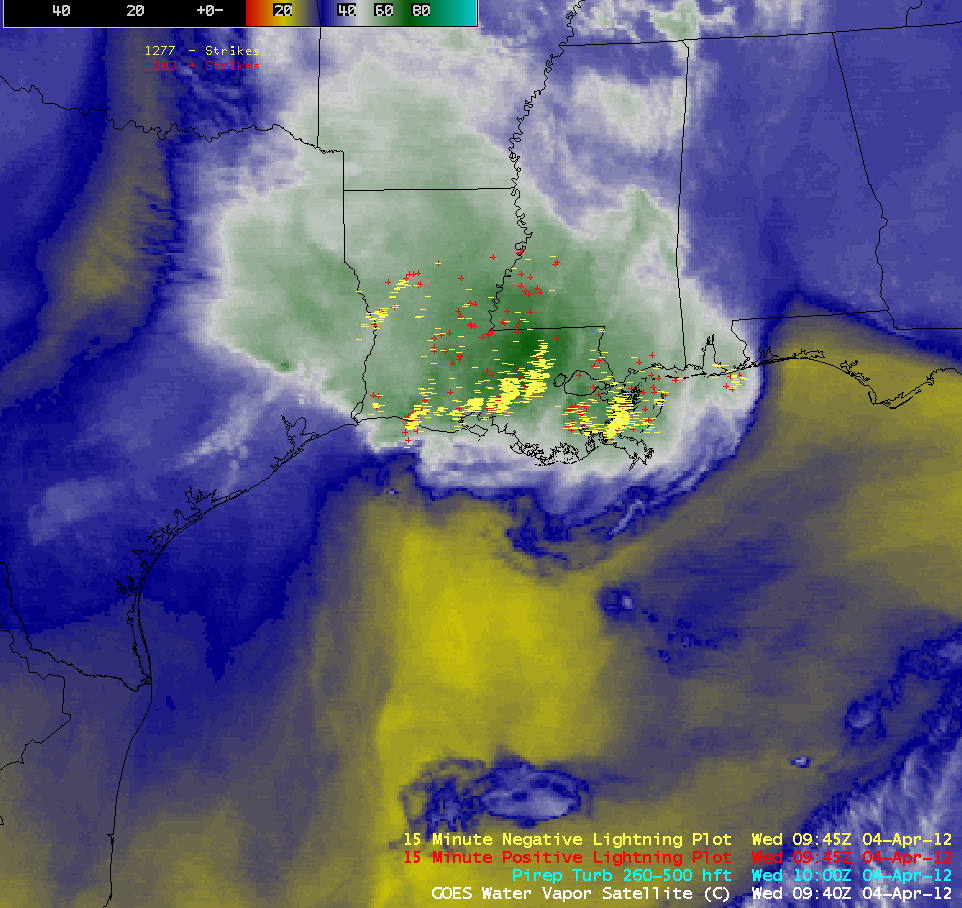 40 20 +0- 20 40 60 80
1277 - Strikes
+ Strikes
15 Minute Negative Lightning Plot Wed 09:45Z 04-Apr-12
15 Minute Positive Lightning Plot Wed 09:45Z 04-Apr-12
Pirep Turb 260-500 hft Wed 10:00Z 04-Apr-12
GOES Water Vapor Satellite (C) Wed 09:40Z 04-Apr-12